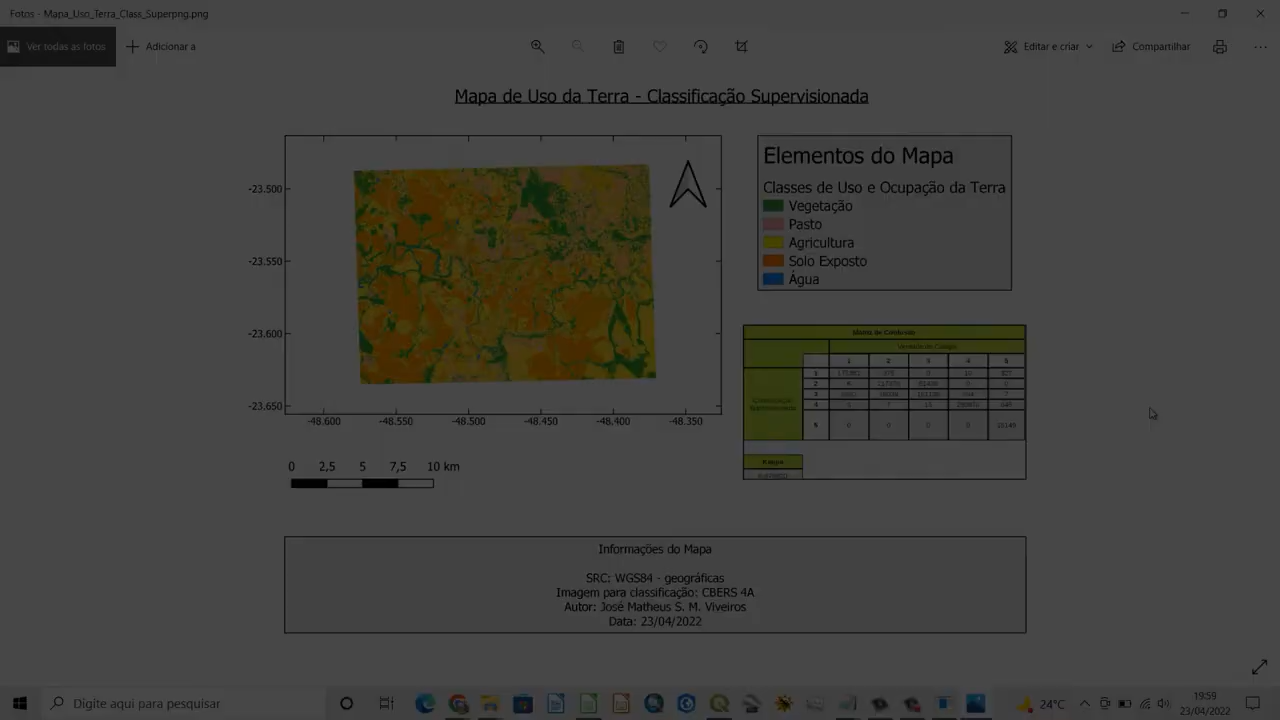 Fotos - Mapa_Uso_Terra_Class_Superpng.png
Ver todas as fotos
Adicionar a
Editar e criar
Compartilhar
Mapa de Uso da Terra - Classificação Supervisionada
-23.500
-23.550
-23.600
-23.650
-48.600 -48.550 -48.500 -48.450 -48.400 -48.350
0 2,5 5 7,5 10 km
Elementos do Mapa
Classes de Uso e Ocupação da Terra
Vegetação
Pasto
Agricultura
Solo Exposto
Água
Matriz de Confusão
1 2 3 4 5
1
2
3
4
5 0 0 0 0
Kappa
Informações do Mapa
SRC: WGS84 - geográficas
Imagem para classificação: CBERS 4A
Autor: José Matheus S. M. Viveiros
Data: 23/04/2022
Digite aqui para pesquisar
24°C
19:59
23/04/2022